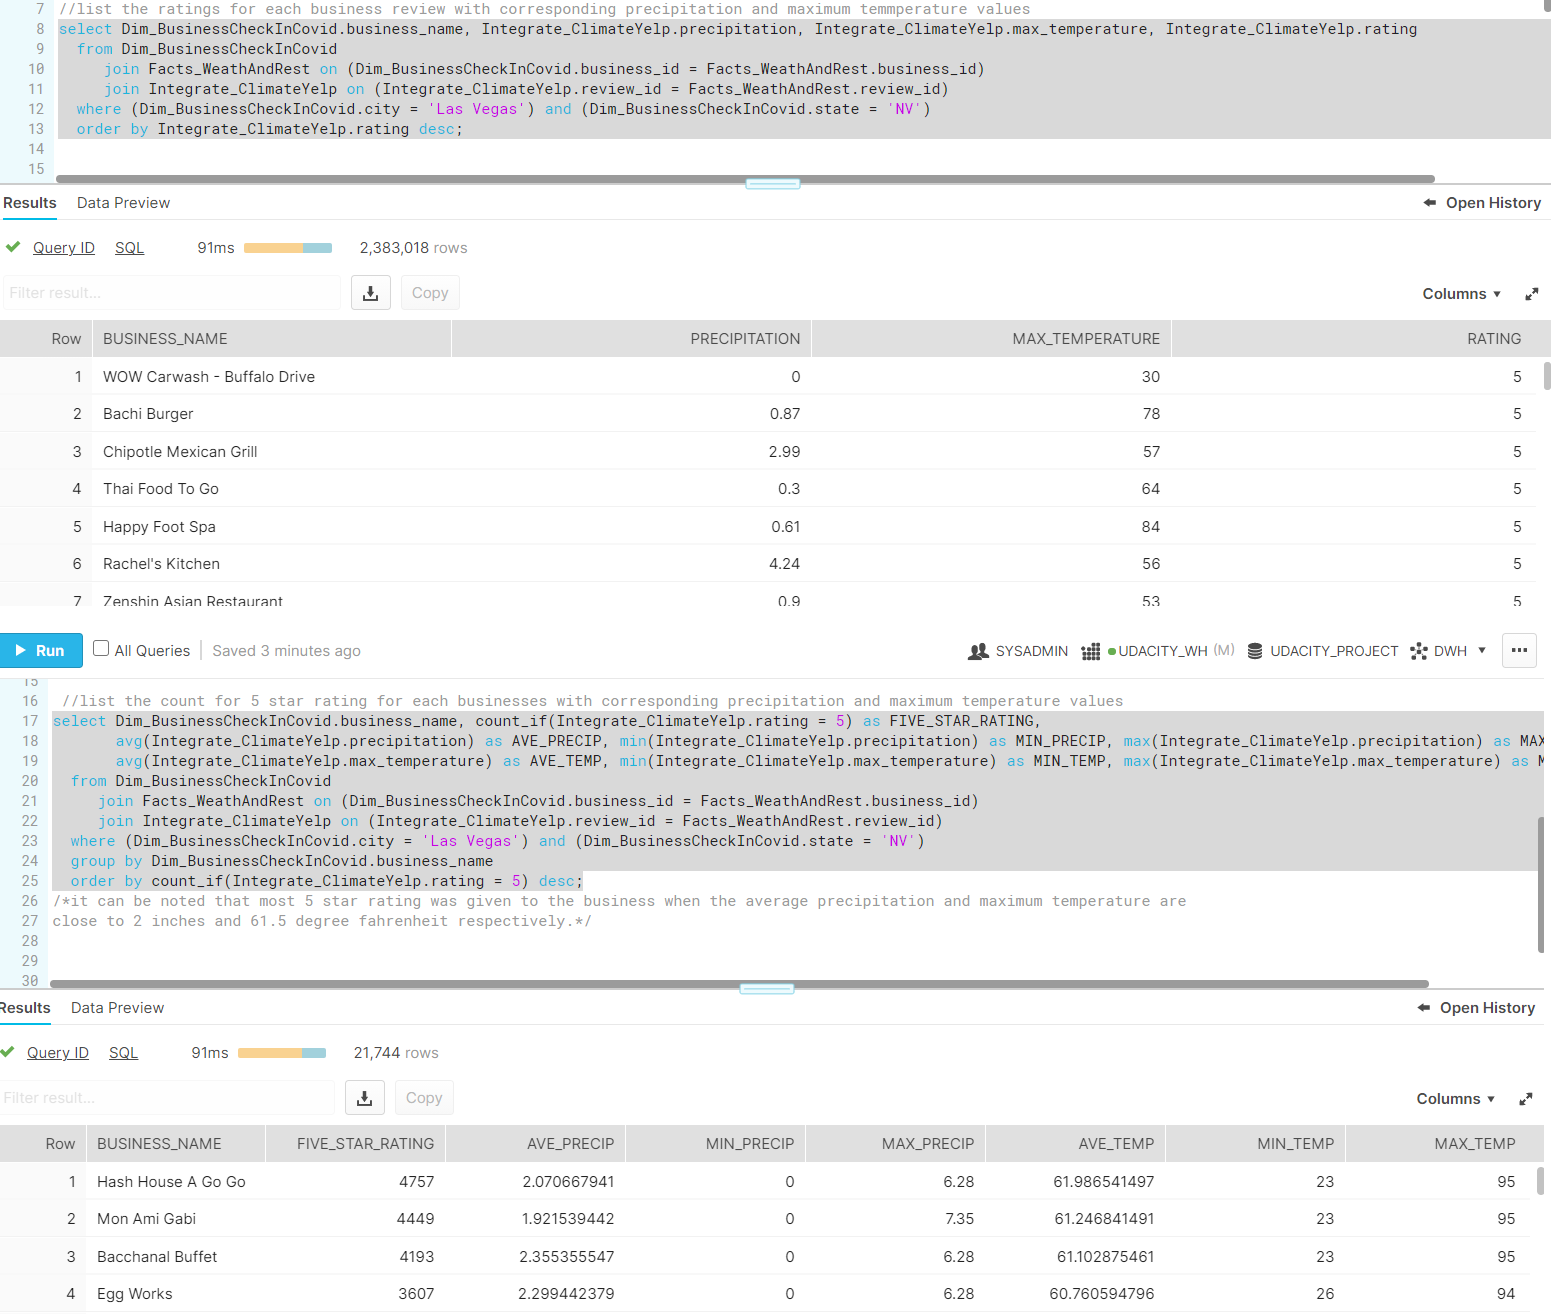 7 //list the ratings for each business review with corresponding precipitation and maximum temmperature values
8 select Dim_BusinessCheckInCovid.business_name, Integrate_ClimateYelp.precipitation, Integrate_ClimateYelp.max_temperature, Integrate_ClimateYelp.rating
9 from Dim_BusinessCheckInCovid
10 join Facts_WeathAndRest on (Dim_BusinessCheckInCovid.business_id = Facts_WeathAndRest.business_id)
11 join Integrate_ClimateYelp on (Integrate_ClimateYelp.review_id = Facts_WeathAndRest.review_id)
12 where (Dim_BusinessCheckInCovid.city = 'Las Vegas') and (Dim_BusinessCheckInCovid.state = 'NV')
13 order by Integrate_ClimateYelp.rating desc;
14
15
Results Data Preview Open History
Query ID SQL 91ms 2,383,018 rows
Filter result... Copy Columns
Row BUSINESS_NAME PRECIPITATION MAX_TEMPERATURE RATING
1 WOW Carwash - Buffalo Drive 0 30 5
2 Bachi Burger 0.87 78 5
3 Chipotle Mexican Grill 2.99 57 5
4 Thai Food To Go 0.3 64 5
5 Happy Foot Spa 0.61 84 5
6 Rachel's Kitchen 4.24 56 5
7 Zenshin Asian Restaurant 0.9 53 5
Run All Queries Saved 3 minutes ago SYSADMIN UDACITY_WH (M) UDACITY_PROJECT DWH ...
15
16 //list the count for 5 star rating for each businesses with corresponding precipitation and maximum temperature values
17 select Dim_BusinessCheckInCovid.business_name, count_if(Integrate_ClimateYelp.rating = 5) as FIVE_STAR_RATING,
18 avg(Integrate_ClimateYelp.precipitation) as AVE_PRECIP, min(Integrate_ClimateYelp.precipitation) as MIN_PRECIP, max(Integrate_ClimateYelp.precipitation) as MAX
19 avg(Integrate_ClimateYelp.max_temperature) as AVE_TEMP, min(Integrate_ClimateYelp.max_temperature) as MIN_TEMP, max(Integrate_ClimateYelp.max_temperature) as M
20 from Dim_BusinessCheckInCovid
21 join Facts_WeathAndRest on (Dim_BusinessCheckInCovid.business_id = Facts_WeathAndRest.business_id)
22 join Integrate_ClimateYelp on (Integrate_ClimateYelp.review_id = Facts_WeathAndRest.review_id)
23 where (Dim_BusinessCheckInCovid.city = 'Las Vegas') and (Dim_BusinessCheckInCovid.state = 'NV')
24 group by Dim_BusinessCheckInCovid.business_name
25 order by count_if(Integrate_ClimateYelp.rating = 5) desc;
26 /*it can be noted that most 5 star rating was given to the business when the average precipitation and maximum temperature are
27 close to 2 inches and 61.5 degree fahrenheit respectively.*/
28
29
30
Results Data Preview Open History
Query ID SQL 91ms 21,744 rows
Filter result... Copy Columns
Row BUSINESS_NAME FIVE_STAR_RATING AVE_PRECIP MIN_PRECIP MAX_PRECIP AVE_TEMP MIN_TEMP MAX_TEMP
1 Hash House A Go Go 4757 2.070667941 0 6.28 61.986541497 23 95
2 Mon Ami Gabi 4449 1.921539442 0 7.35 61.246841491 23 95
3 Bacchanal Buffet 4193 2.355355547 0 6.28 61.102875461 23 95
4 Egg Works 3607 2.299442379 0 6.28 60.760594796 26 94